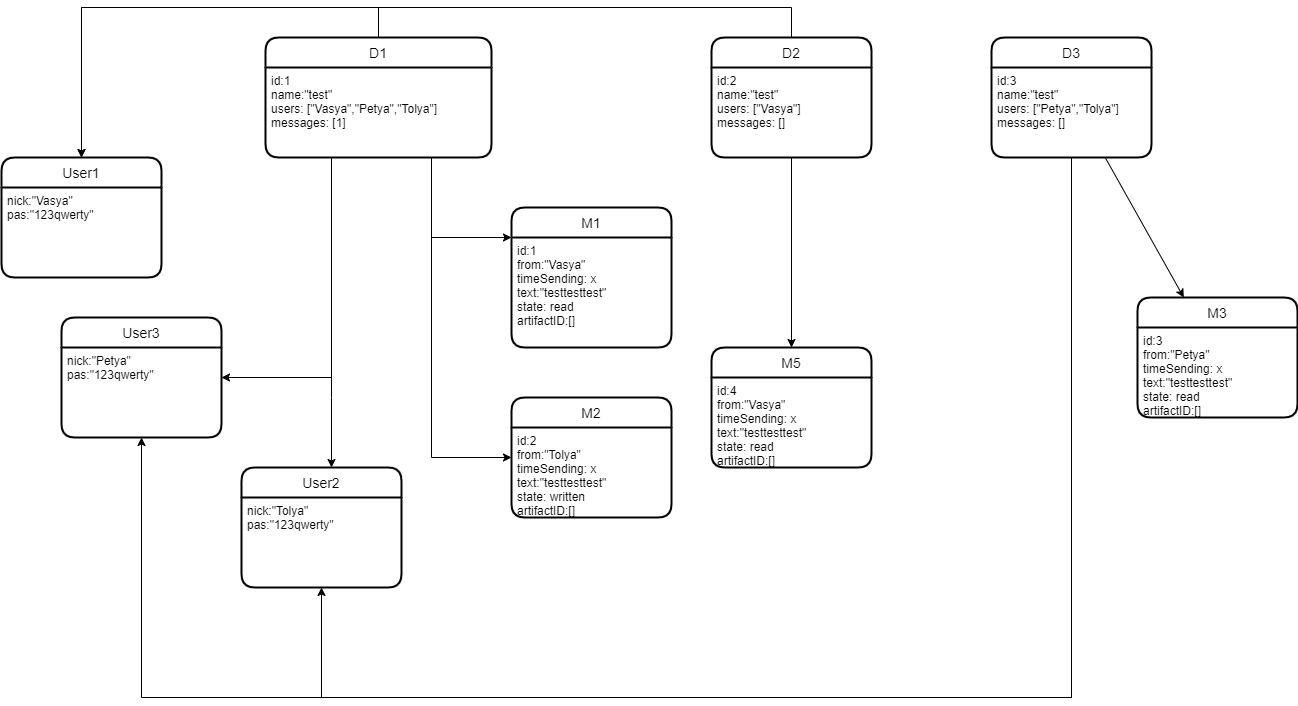 D1
id:1
name:"test"
users: ["Vasya","Petya","Tolya"]
messages: [1]
D2
id:2
name:"test"
users: ["Vasya"]
messages: []
D3
id:3
name:"test"
users: ["Petya","Tolya"]
messages: []
User1
nick:"Vasya"
pas:"123qwerty"
M1
id:1
from:"Vasya"
timeSending: x
text:"testtesttest"
state: read
artifactID:[]
M3
id:3
from:"Petya"
timeSending: x
text:"testtesttest"
state: read
artifactID:[]
User3
nick:"Petya"
pas:"123qwerty"
M5
id:4
from:"Vasya"
timeSending: x
text:"testtesttest"
state: read
artifactID:[]
M2
id:2
from:"Tolya"
timeSending: x
text:"testtesttest"
state: written
artifactID:[]
User2
nick:"Tolya"
pas:"123qwerty"